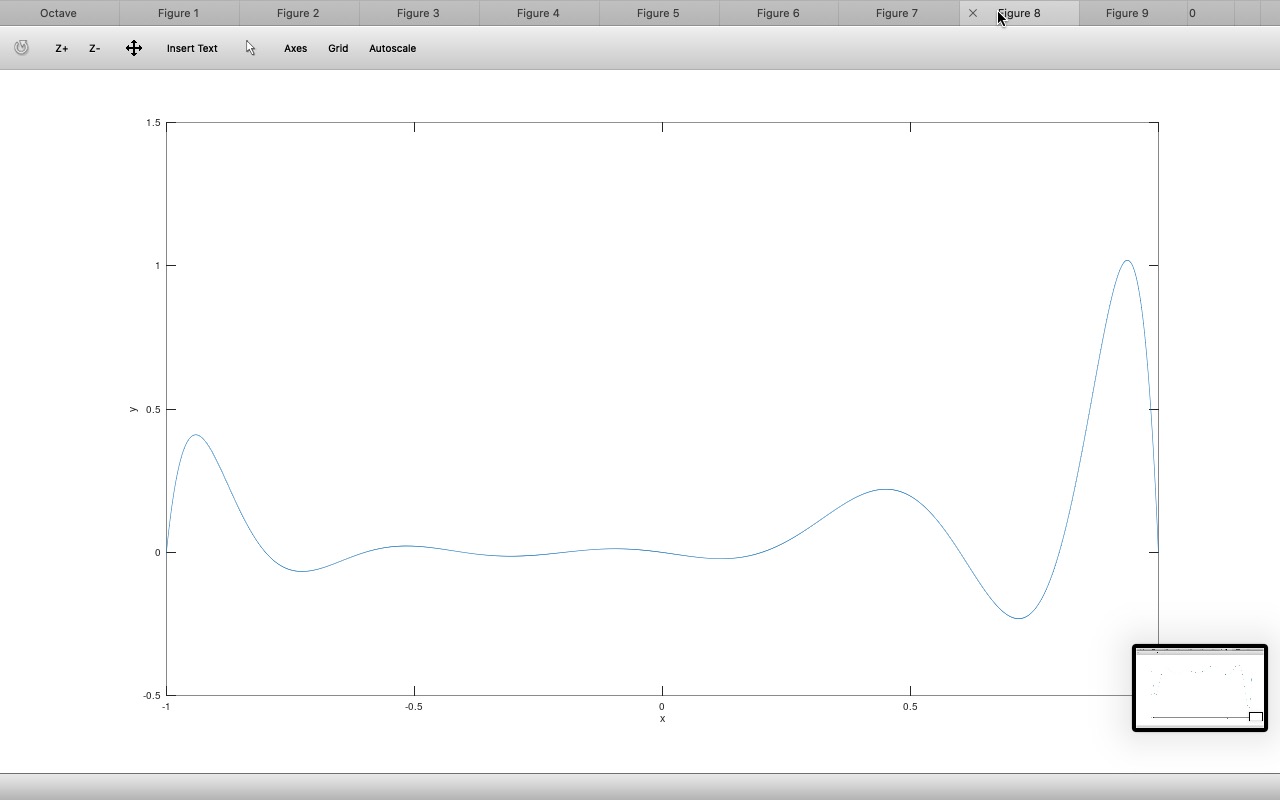 Octave Figure 1 Figure 2 Figure 3 Figure 4 Figure 5 Figure 6 Figure 7 Figure 8 Figure 9 0
Z+ Z- Insert Text Axes Grid Autoscale
1.5
1
0.5
y
0
-0.5
-1 -0.5 0 0.5
x